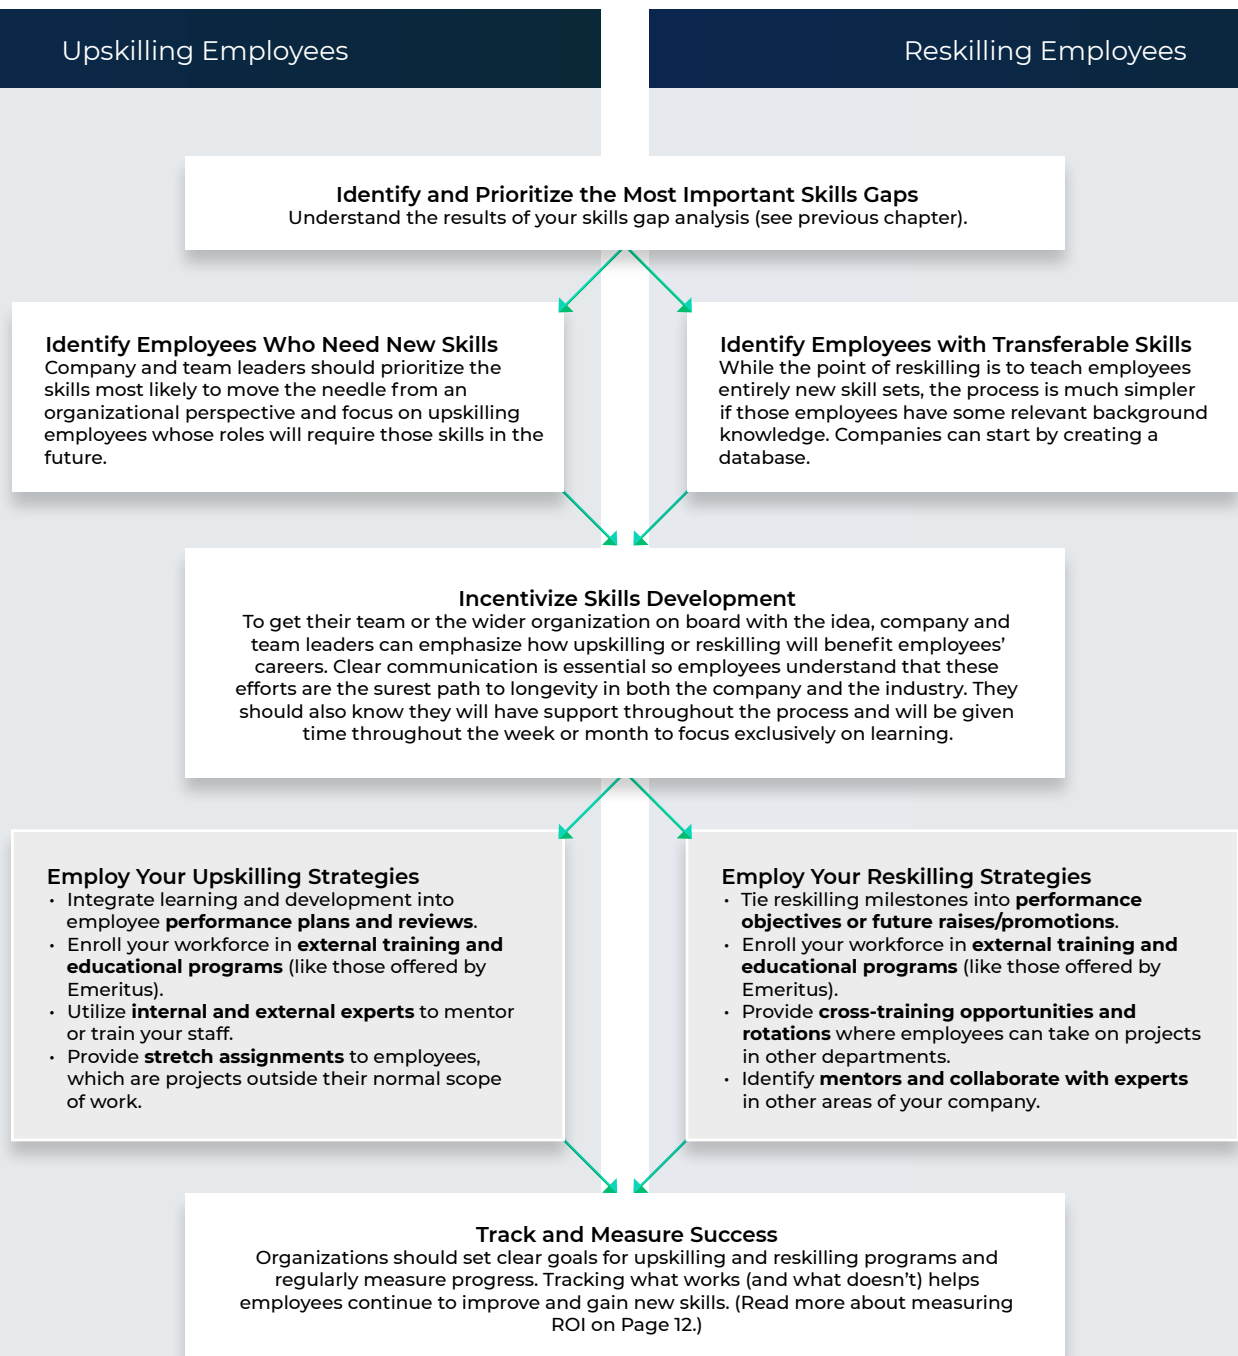 Upskilling Employees
Reskilling Employees
Identify and Prioritize the Most Important Skills Gaps
Understand the results of your skills gap analysis (see previous chapter).
Identify Employees Who Need New Skills
Company and team leaders should prioritize the
skills most likely to move the needle from an
organizational perspective and focus on upskilling
employees whose roles will require those skills in the
future.
Identify Employees with Transferable Skills
While the point of reskilling is to teach employees
entirely new skill sets, the process is much simpler
if those employees have some relevant background
knowledge. Companies can start by creating a
database.
Incentivize Skills Development
To get their team or the wider organization on board with the idea, company and
team leaders can emphasize how upskilling or reskilling will benefit employees’
careers. Clear communication is essential so employees understand that these
efforts are the surest path to longevity in both the company and the industry. They
should also know they will have support throughout the process and will be given
time throughout the week or month to focus exclusively on learning.
Employ Your Upskilling Strategies
• Integrate learning and development into
employee performance plans and reviews.
• Enroll your workforce in external training and
educational programs (like those offered by
Emeritus).
• Utilize internal and external experts to mentor
or train your staff.
• Provide stretch assignments to employees,
which are projects outside their normal scope
of work.
Employ Your Reskilling Strategies
• Tie reskilling milestones into performance
objectives or future raises/promotions.
• Enroll your workforce in external training and
educational programs (like those offered by
Emeritus).
• Provide cross-training opportunities and
rotations where employees can take on projects
in other departments.
• Identify mentors and collaborate with experts
in other areas of your company.
Track and Measure Success
Organizations should set clear goals for upskilling and reskilling programs and
regularly measure progress. Tracking what works (and what doesn’t) helps
employees continue to improve and gain new skills. (Read more about measuring
ROI on Page 12.)